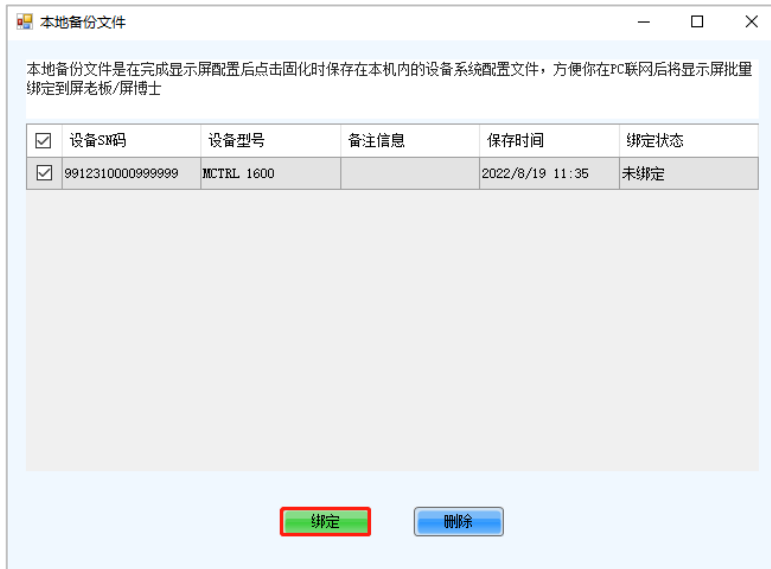 本地备份文件
本地备份文件是在完成显示屏配置后点击固化时保存在本机内的设备系统配置文件，方便你在PC联网后将显示屏批量
绑定到屏老板/屏博士
设备SN码 设备型号 备注信息 保存时间 绑定状态
9912310000999999 MCTRL 1600 2022/8/19 11:35 未绑定
绑定 删除